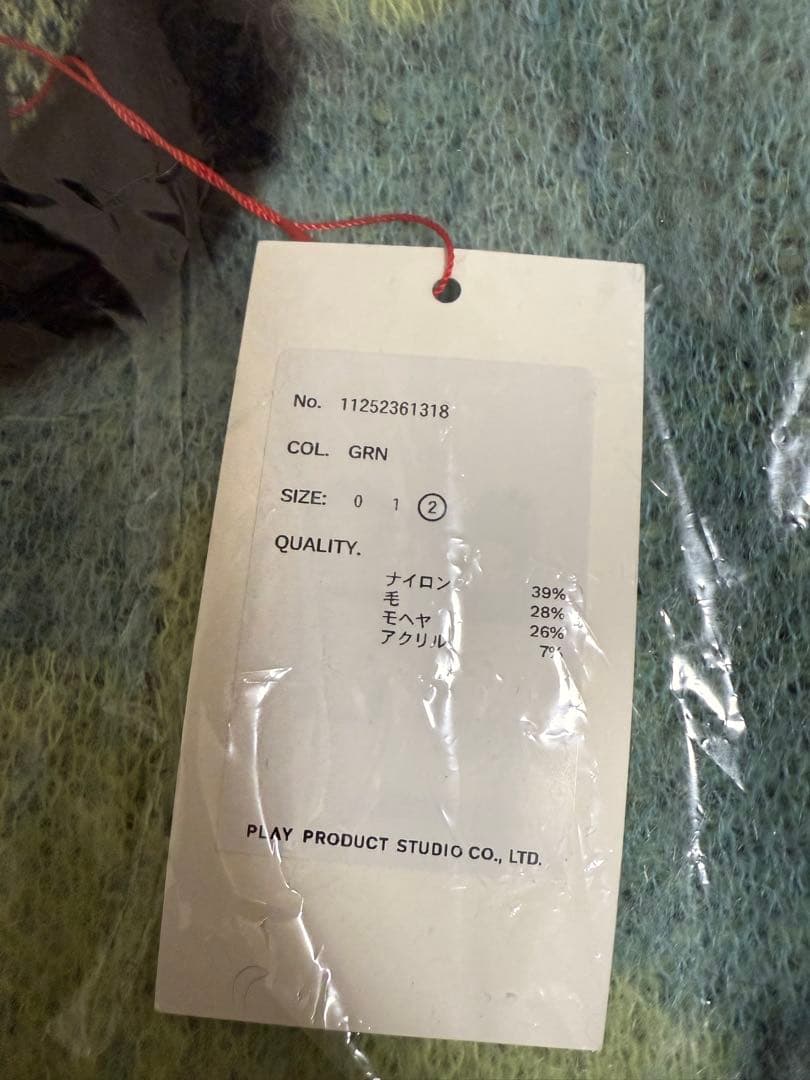 No. 11252361318
COL. GRN
SIZE: 0 1 2
QUALITY.
ナイロン 39%
毛 28%
モヘヤ 26%
アクリル 7%
PLAY PRODUCT STUDIO CO., LTD.